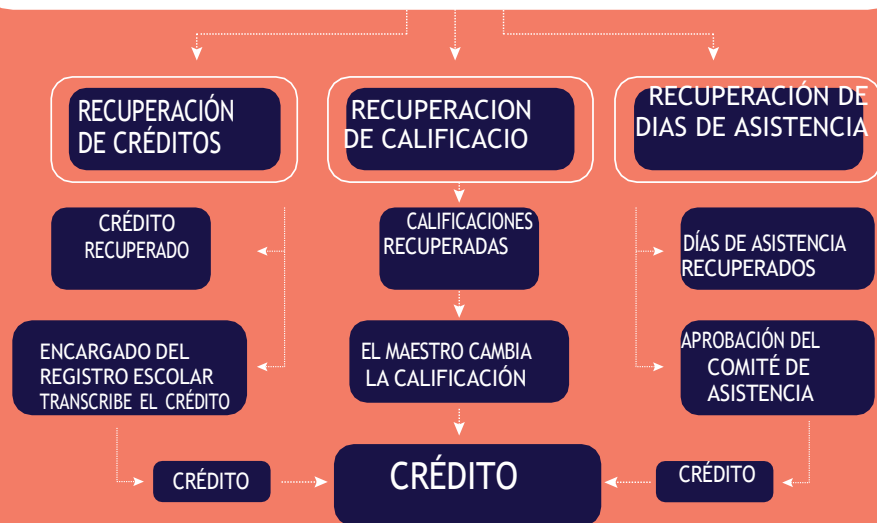 RECUPERACIÓN
DE CRÉDITOS
RECUPERACION
DE CALIFICACIO
RECUPERACIÓN DE
DIAS DE ASISTENCIA
CRÉDITO
RECUPERADO
CALIFICACIONES
RECUPERADAS
DÍAS DE ASISTENCIA
RECUPERADOS
ENCARGADO DEL
REGISTRO ESCOLAR
TRANSCRIBE EL CRÉDITO
EL MAESTRO CAMBIA
LA CALIFICACIÓN
APROBACIÓN DEL
COMITÉ DE
ASISTENCIA
CRÉDITO
CRÉDITO
CRÉDITO